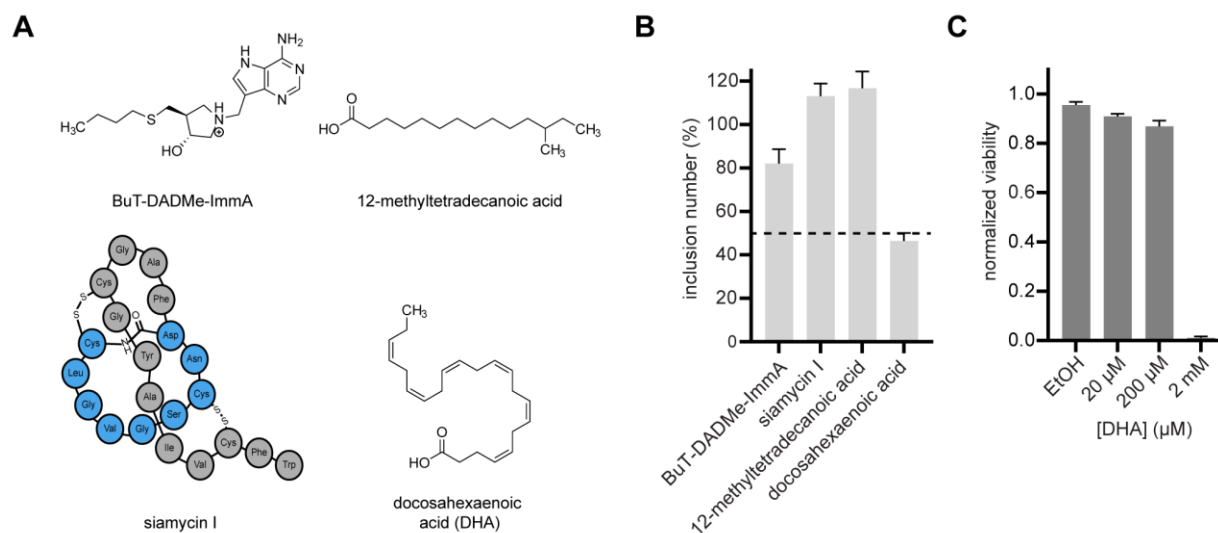 A
NH₂
H
N
N
N
H
N
⊕
H₃C
S
HO
BuT-DADMe-ImmA
O
HO
CH₃
CH₃
12-methyltetradecanoic acid
Gly
Ala
Cys
Phe
Gly
S
S
O
N
H
Cys
Asp
Tyr
Asn
Leu
Ala
Cys
Gly
Ser
Val
Gly
S
S
Ile
Cys
Val
Phe
Trp
siamycin I
CH₃
O
HO
docosahexaenoic
acid (DHA)
B
inclusion number (%)
120
100
80
60
40
20
0
BuT-DADMe-ImmA
siamycin I
12-methyltetradecanoic acid
docosahexaenoic acid
C
normalized viability
1.0
0.8
0.6
0.4
0.2
0.0
EtOH
20 µM
200 µM
2 mM
[DHA] (µM)